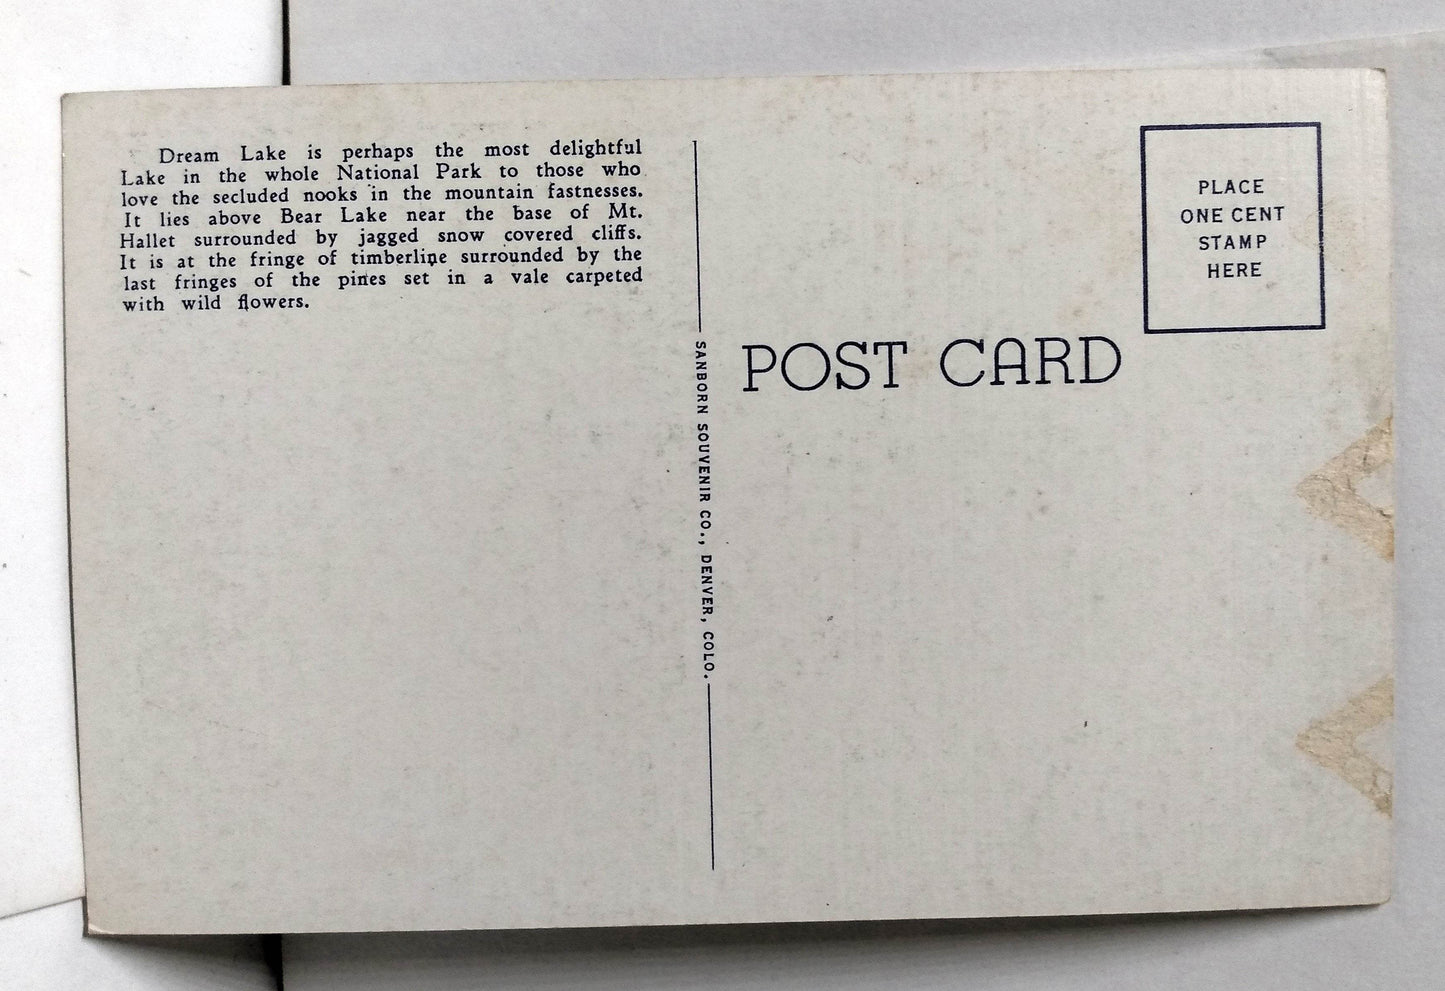 Dream Lake is perhaps the most delightful
Lake in the whole National Park to those who
love the secluded nooks in the mountain fastnesses.
It lies above Bear Lake near the base of Mt.
Hallet surrounded by jagged snow covered cliffs.
It is at the fringe of timberline surrounded by the
last fringes of the pines set in a vale carpeted
with wild flowers.
SANBORN SOUVENIR CO., DENVER, COLO.
POST CARD
PLACE
ONE CENT
STAMP
HERE